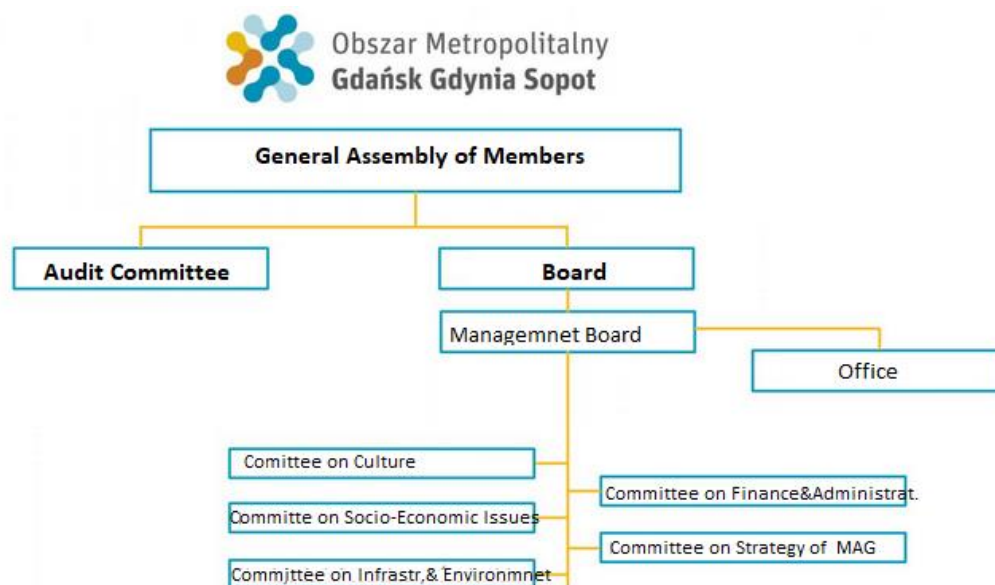 Obszar Metropolitalny
Gdańsk Gdynia Sopot
General Assembly of Members
Audit Committee
Board
Managemnet Board
Office
Comittee on Culture
Committee on Finance&Administrat.
Committe on Socio-Economic Issues
Committee on Strategy of MAG
Commjttee on Infrastr,& Environmnet